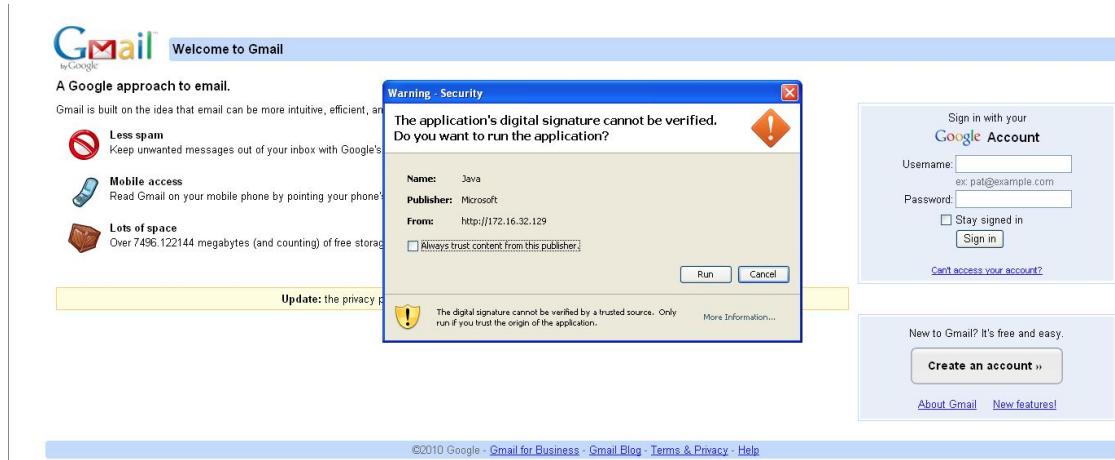 Gmail
by Google
Welcome to Gmail
A Google approach to email.
Gmail is built on the idea that email can be more intuitive, efficient, an
Less spam
Keep unwanted messages out of your inbox with Google's
Mobile access
Read Gmail on your mobile phone by pointing your phone's
Lots of space
Over 7496.122144 megabytes (and counting) of free storag
Update: the privacy p
Warning - Security
The application's digital signature cannot be verified.
Do you want to run the application?
Name: Java
Publisher: Microsoft
From: http://172.16.32.129
Always trust content from this publisher.
Run Cancel
The digital signature cannot be verified by a trusted source. Only
run if you trust the origin of the application.
More Information...
Sign in with your
Google Account
Username:
ex: pat@example.com
Password:
Stay signed in
Sign in
Can't access your account?
New to Gmail? It's free and easy.
Create an account »
About Gmail New features!
©2010 Google - Gmail for Business - Gmail Blog - Terms & Privacy - Help